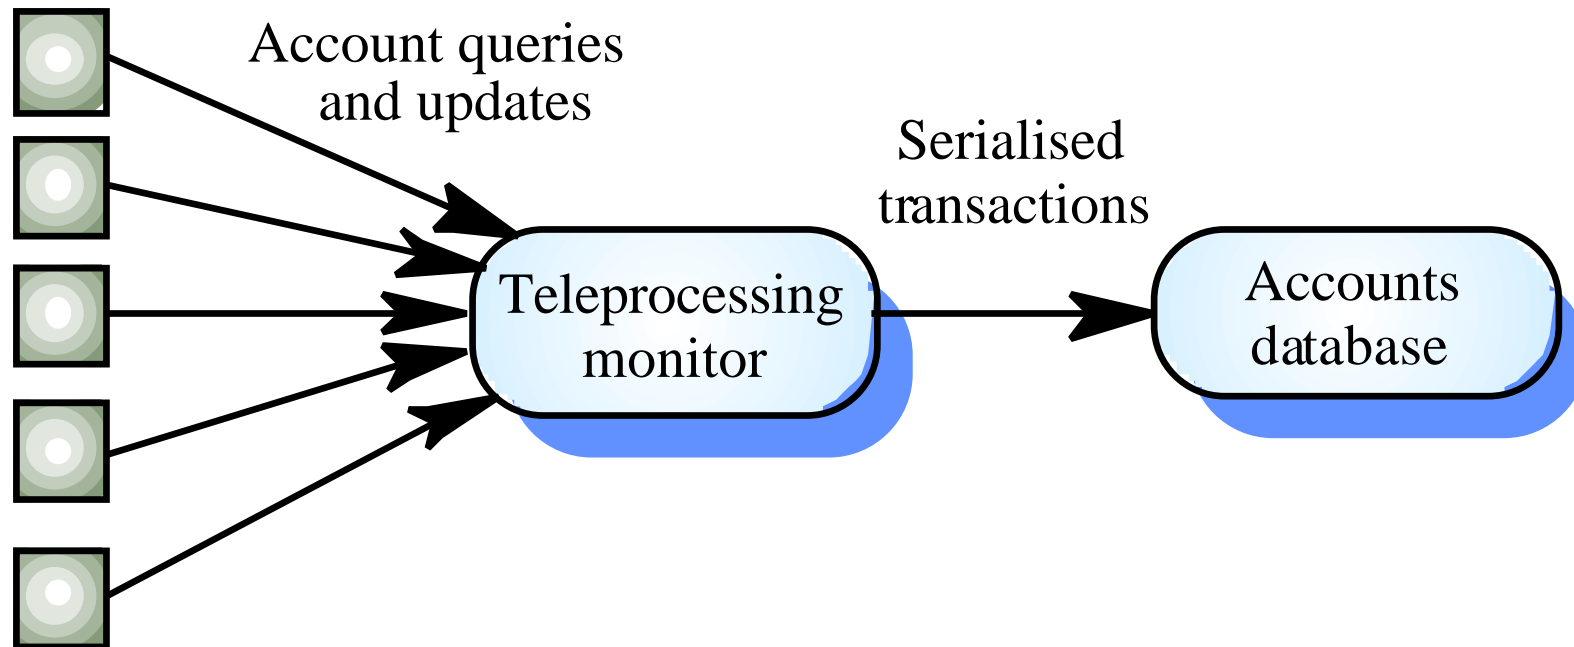 Account queries
and updates
Serialised
transactions
Teleprocessing
monitor
Accounts
database